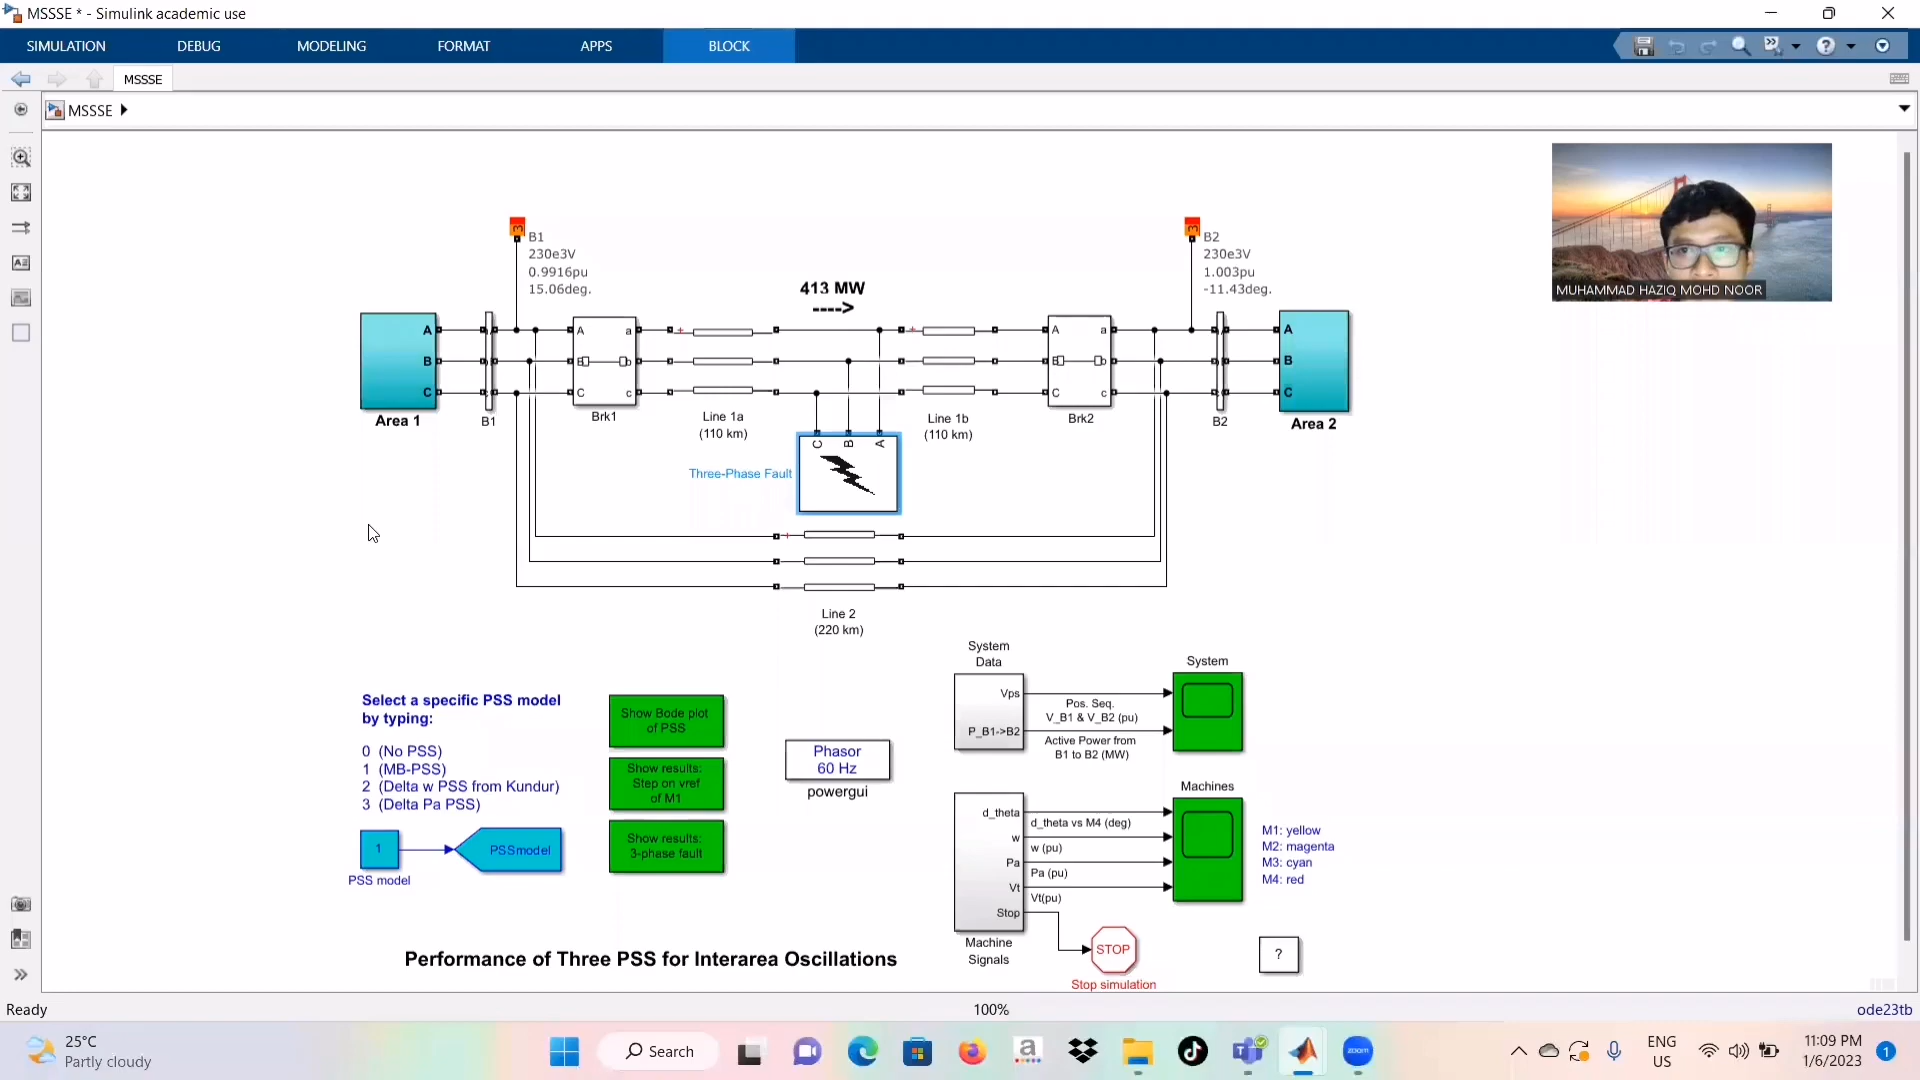 MSSSE * - Simulink academic use
SIMULATION DEBUG MODELING FORMAT APPS BLOCK
MSSSE
MSSSE
B1
230e3V
0.9916pu
15.06deg.
B2
230e3V
1.003pu
-11.43deg.
413 MW
---->
MUHAMMAD HAZIQ MOHD NOOR
A
B
C
Area 1
B1
A a
B b
C c
Brk1
Line 1a
(110 km)
Line 1b
(110 km)
A a
B b
C c
Brk2
B2
A
B
C
Area 2
C B A
Three-Phase Fault
Line 2
(220 km)
Select a specific PSS model
by typing:
0 (No PSS)
1 (MB-PSS)
2 (Delta w PSS from Kundur)
3 (Delta Pa PSS)
1
PSSmodel
PSS model
Show Bode plot
of PSS
Show results:
Step on vref
of M1
Show results:
3-phase fault
Phasor
60 Hz
powergui
System
Data
Vps
P_B1->B2
Pos. Seq.
V_B1 & V_B2 (pu)
Active Power from
B1 to B2 (MW)
System
Machines
d_theta
w
Pa
Vt
Stop
d_theta vs M4 (deg)
w (pu)
Pa (pu)
Vt(pu)
Machine
Signals
STOP
Stop simulation
M1: yellow
M2: magenta
M3: cyan
M4: red
?
Performance of Three PSS for Interarea Oscillations
Ready
100%
ode23tb
25°C
Partly cloudy
Search
zoom
ENG
US
11:09 PM
1/6/2023
1